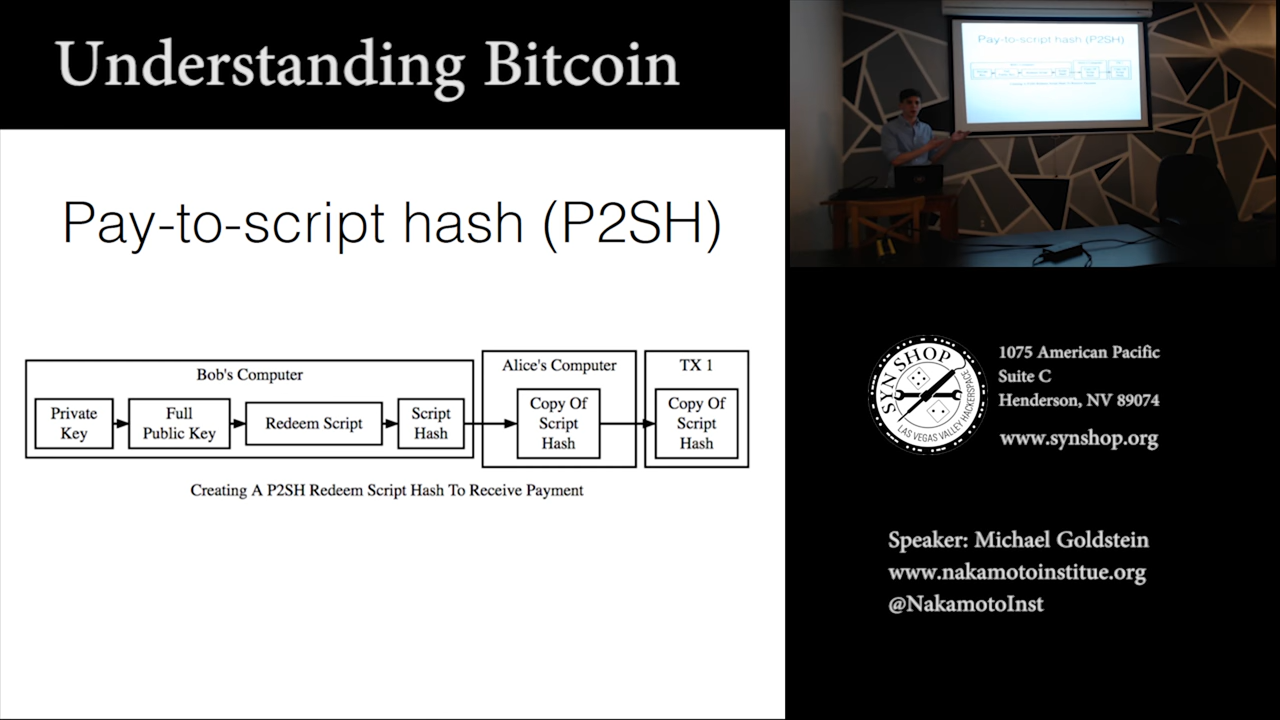 Understanding Bitcoin
Pay-to-script hash (P2SH)
Bob's Computer
Private
Key
Full
Public Key
Redeem Script
Script
Hash
Alice's Computer
Copy Of
Script
Hash
TX 1
Copy Of
Script
Hash
Creating A P2SH Redeem Script Hash To Receive Payment
Pay-to-script hash (P2SH)
SYN SHOP
LAS VEGAS VALLEY HACKERSPACE
1075 American Pacific
Suite C
Henderson, NV 89074
www.synshop.org
Speaker: Michael Goldstein
www.nakamotoinstitue.org
@NakamotoInst